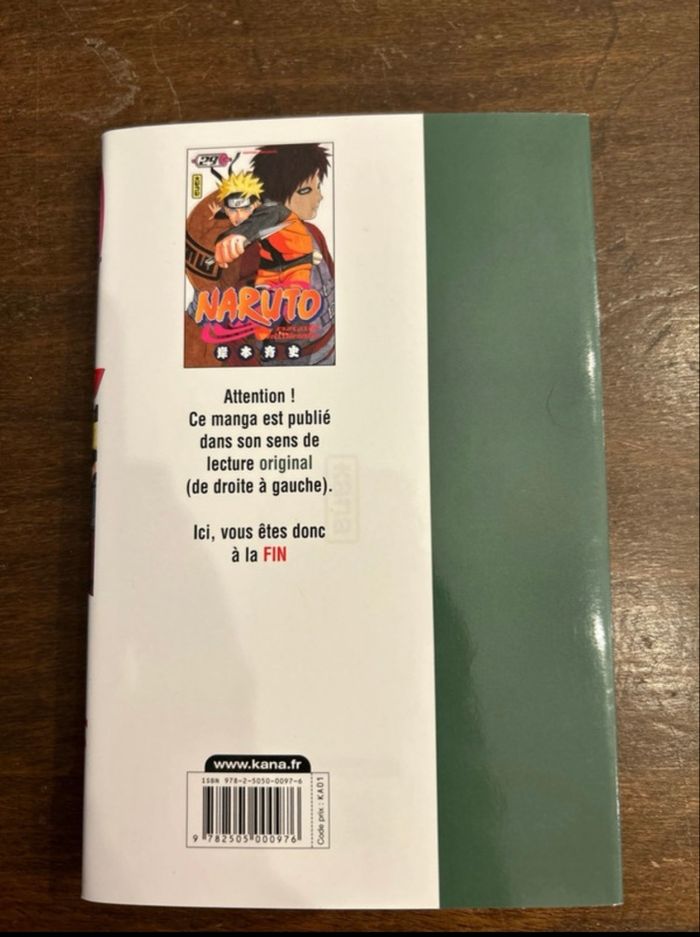 29
KANA
NARUTO
岸本斉史
Attention !
Ce manga est publié
dans son sens de
lecture original
(de droite à gauche).
Ici, vous êtes donc
à la FIN
www.kana.fr
ISBN 978-2-5050-0097-6
9 782505 000976
Code prix : KA01